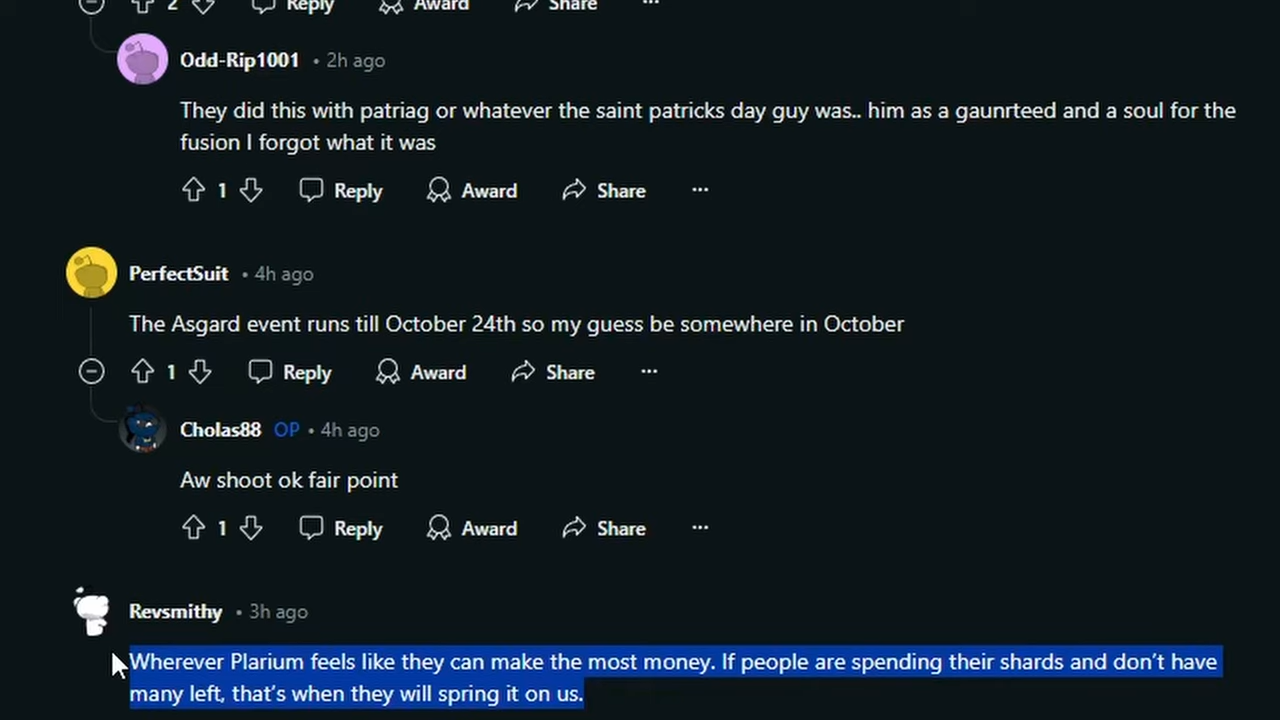 2 Reply Award Share ...
Odd-Rip1001 • 2h ago
They did this with patriag or whatever the saint patricks day guy was.. him as a gaunrteed and a soul for the
fusion I forgot what it was
1 Reply Award Share ...
PerfectSuit • 4h ago
The Asgard event runs till October 24th so my guess be somewhere in October
1 Reply Award Share ...
Cholas88 OP • 4h ago
Aw shoot ok fair point
1 Reply Award Share ...
Revsmithy • 3h ago
Wherever Plarium feels like they can make the most money. If people are spending their shards and don’t have
many left, that’s when they will spring it on us.